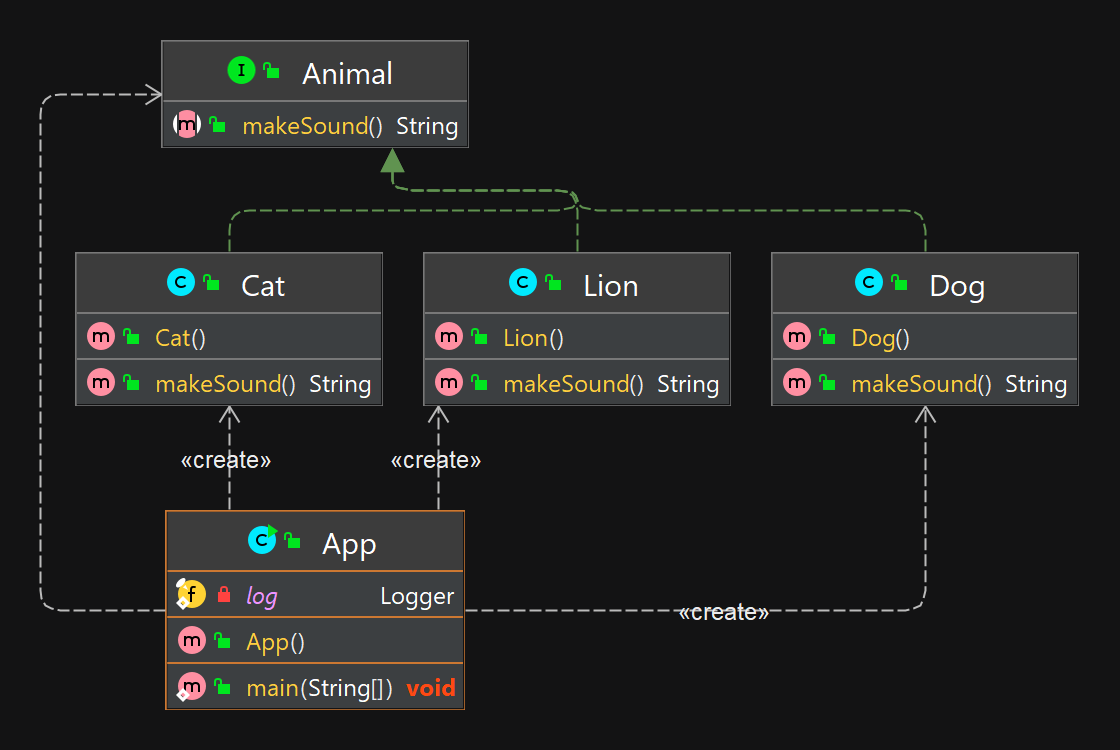 I Animal
m makeSound() String
C Cat
m Cat()
m makeSound() String
C Lion
m Lion()
m makeSound() String
C Dog
m Dog()
m makeSound() String
«create»
«create»
C App
f log Logger
«create»
m App()
m main(String[]) void